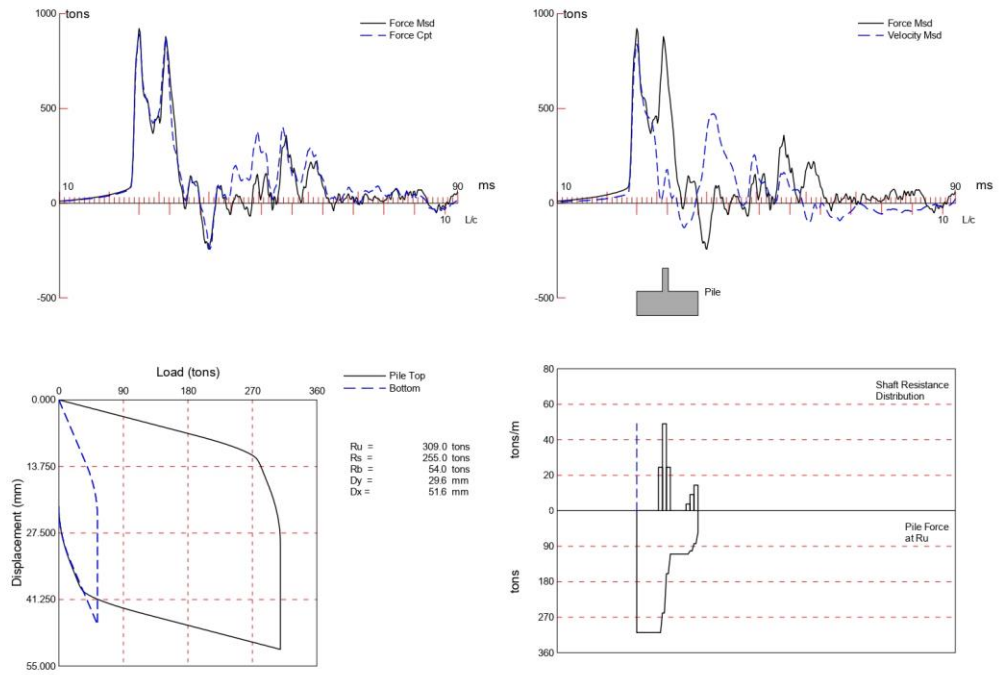 1000 tons
Force Msd
Force Cpt
500
10
90 ms
0
10 L/c
-500
1000 tons
Force Msd
Velocity Msd
500
10
90 ms
0
10 L/c
-500
Pile
Load (tons)
0 90 180 270 360
Pile Top
Bottom
0.000
13.750
27.500
41.250
55.000
Displacement (mm)
Ru = 309.0 tons
Rs = 255.0 tons
Rb = 54.0 tons
Dy = 29.6 mm
Dx = 51.6 mm
80
Shaft Resistance
Distribution
60
tons/m
40
20
0
Pile Force
at Ru
90
tons
180
270
360